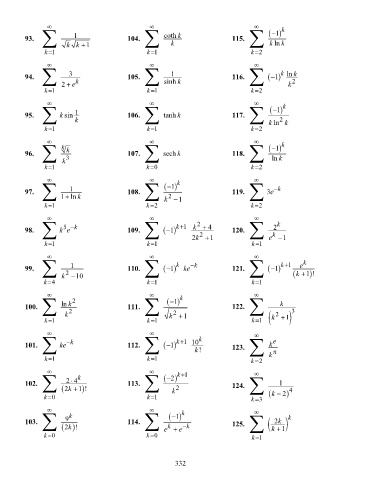 93. \sum_{k=1}^{\infty} \frac{1}{\sqrt{k}\sqrt{k+1}}
94. \sum_{k=1}^{\infty} \frac{3}{2+e^k}
95. \sum_{k=1}^{\infty} k \sin \frac{1}{k}
96. \sum_{k=1}^{\infty} \frac{\sqrt[k]{k}}{k^3}
97. \sum_{k=1}^{\infty} \frac{1}{1+\ln k}
98. \sum_{k=1}^{\infty} k^5 e^{-k}
99. \sum_{k=4}^{\infty} \frac{1}{k^2-10}
100. \sum_{k=1}^{\infty} \frac{\ln k^2}{k^2}
101. \sum_{k=1}^{\infty} k e^{-k}
102. \sum_{k=0}^{\infty} \frac{2 \cdot 4^k}{(2k+1)!}
103. \sum_{k=0}^{\infty} \frac{9^k}{(2k)!}
104. \sum_{k=1}^{\infty} \frac{\coth k}{k}
105. \sum_{k=1}^{\infty} \frac{1}{\sinh k}
106. \sum_{k=1}^{\infty} \tanh k
107. \sum_{k=0}^{\infty} sech k
108. \sum_{k=2}^{\infty} \frac{(-1)^k}{k^2-1}
109. \sum_{k=1}^{\infty} (-1)^{k+1} \frac{k^2+4}{2k^2+1}
110. \sum_{k=1}^{\infty} (-1)^k k e^{-k}
111. \sum_{k=1}^{\infty} \frac{(-1)^k}{\sqrt{k^2+1}}
112. \sum_{k=1}^{\infty} (-1)^{k+1} \frac{10^k}{k!}
113. \sum_{k=1}^{\infty} \frac{(-2)^{k+1}}{k^2}
114. \sum_{k=0}^{\infty} \frac{(-1)^k}{e^k+e^{-k}}
115. \sum_{k=2}^{\infty} \frac{(-1)^k}{k \ln k}
116. \sum_{k=2}^{\infty} (-1)^k \frac{\ln k}{k^2}
117. \sum_{k=2}^{\infty} \frac{(-1)^k}{k \ln^2 k}
118. \sum_{k=2}^{\infty} \frac{(-1)^k}{\ln k}
119. \sum_{k=2}^{\infty} 3e^{-k}
120. \sum_{k=1}^{\infty} \frac{2^k}{e^k-1}
121. \sum_{k=1}^{\infty} (-1)^{k+1} \frac{e^k}{(k+1)!}
122. \sum_{k=1}^{\infty} \frac{k}{(k^2+1)^3}
123. \sum_{k=2}^{\infty} \frac{k^e}{k^π}
124. \sum_{k=3}^{\infty} \frac{1}{(k-2)^4}
125. \sum_{k=1}^{\infty} \left(\frac{2k}{k+1}\right)^k
332